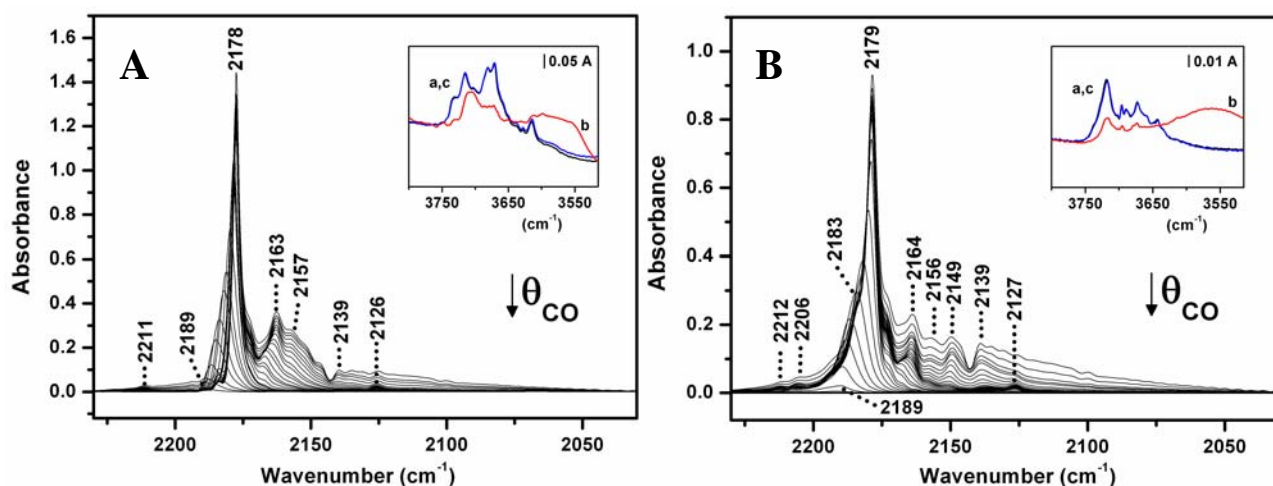 A
Absorbance
1.6
1.4
1.2
1.0
0.8
0.6
0.4
0.2
0.0
2178
2211
2189
2163
2157
2139
2126
θCO
2200
2150
2100
2050
Wavenumber (cm-1)
0.05 A
a,c
b
3750
3650
3550
(cm-1)
B
Absorbance
1.0
0.8
0.6
0.4
0.2
0.0
2179
2183
2212
2206
2189
2164
2156
2149
2139
2127
θCO
2200
2150
2100
2050
Wavenumber (cm-1)
0.01 A
a,c
b
3750
3650
3550
(cm-1)